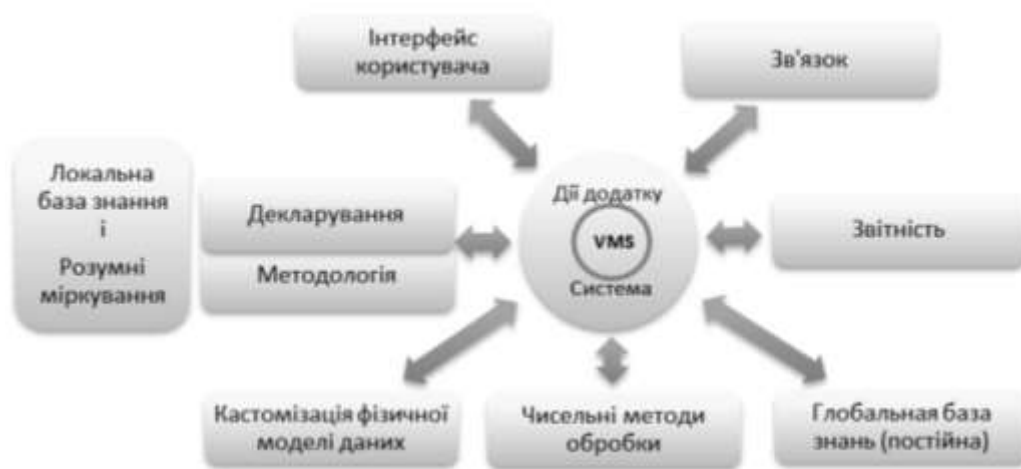 Інтерфейс
користувача
Зв'язок
Локальна
база знання
і
Розумні
міркування
Декларування
Методологія
Дії додатку
VMS
Система
Звітність
Кастомізація фізичної
моделі даних
Чисельні методи
обробки
Глобальная база
знань (постійна)